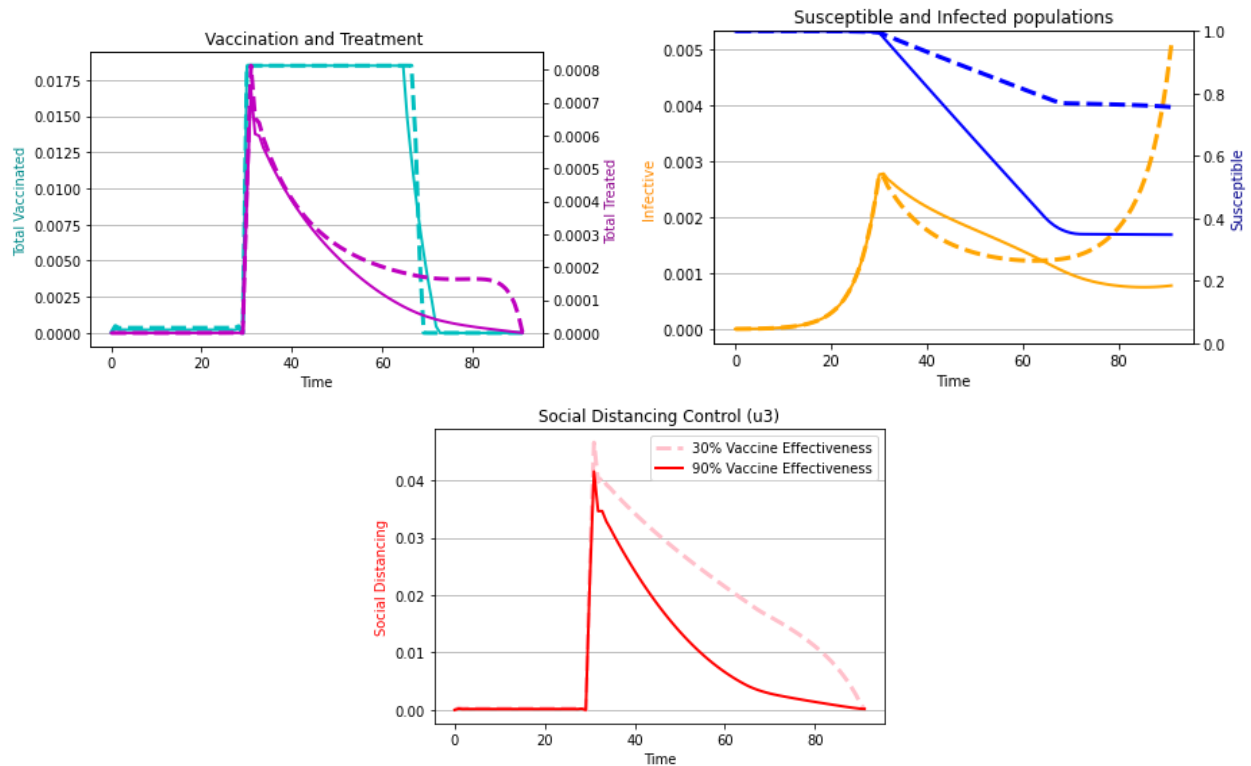 Vaccination and Treatment
Total Vaccinated
0.0175
0.0150
0.0125
0.0100
0.0075
0.0050
0.0025
0.0000
0.0008
0.0007
0.0006
0.0005
0.0004
0.0003
0.0002
0.0001
0.0000
Total Treated
0 20 40 60 80
Time
Susceptible and Infected populations
Infective
0.005
0.004
0.003
0.002
0.001
0.000
1.0
0.8
0.6
0.4
0.2
0.0
Susceptible
0 20 40 60 80
Time
Social Distancing Control (u3)
30% Vaccine Effectiveness
90% Vaccine Effectiveness
Social Distancing
0.04
0.03
0.02
0.01
0.00
0 20 40 60 80
Time